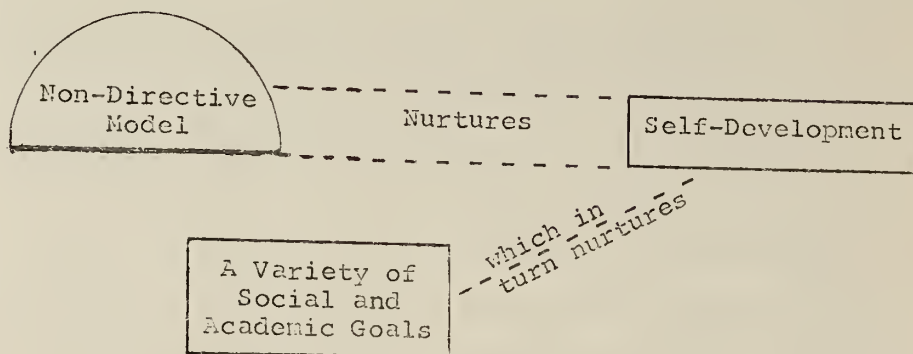 Non-Directive
Model
Nurtures
Self-Development
which in
turn nurtures
A Variety of
Social and
Academic Goals